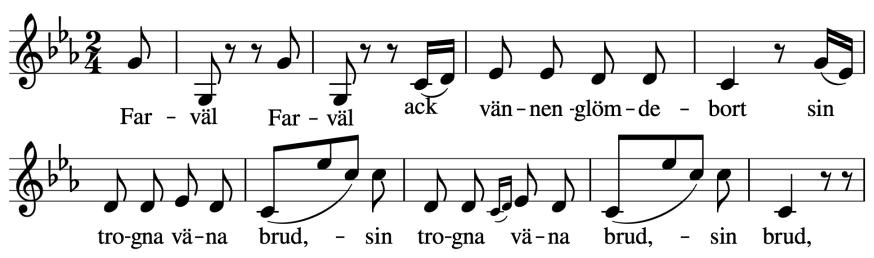 Far – väl Far – väl ack vän – nen - glöm – de – bort sin
tro - gna vä – na brud, – sin tro - gna vä – na brud, – sin brud,